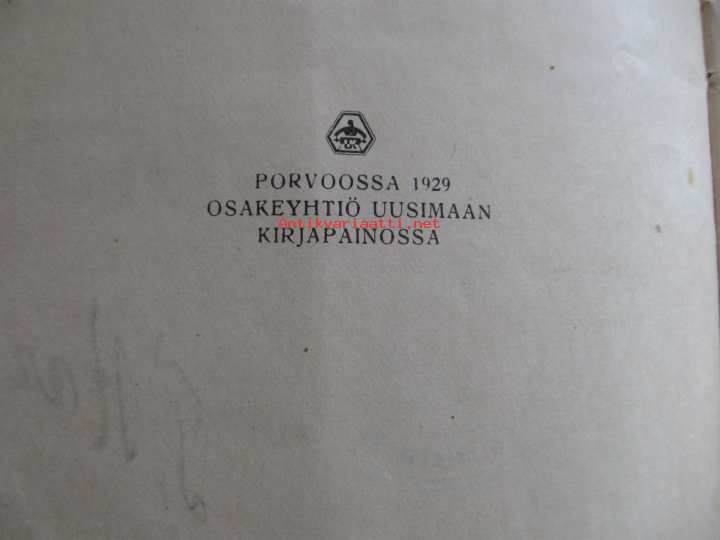 PORVOOSSA 1929
OSAKEYHTIÖ UUSIMAAN
Antikvariaatti.net
KIRJAPAINOSSA